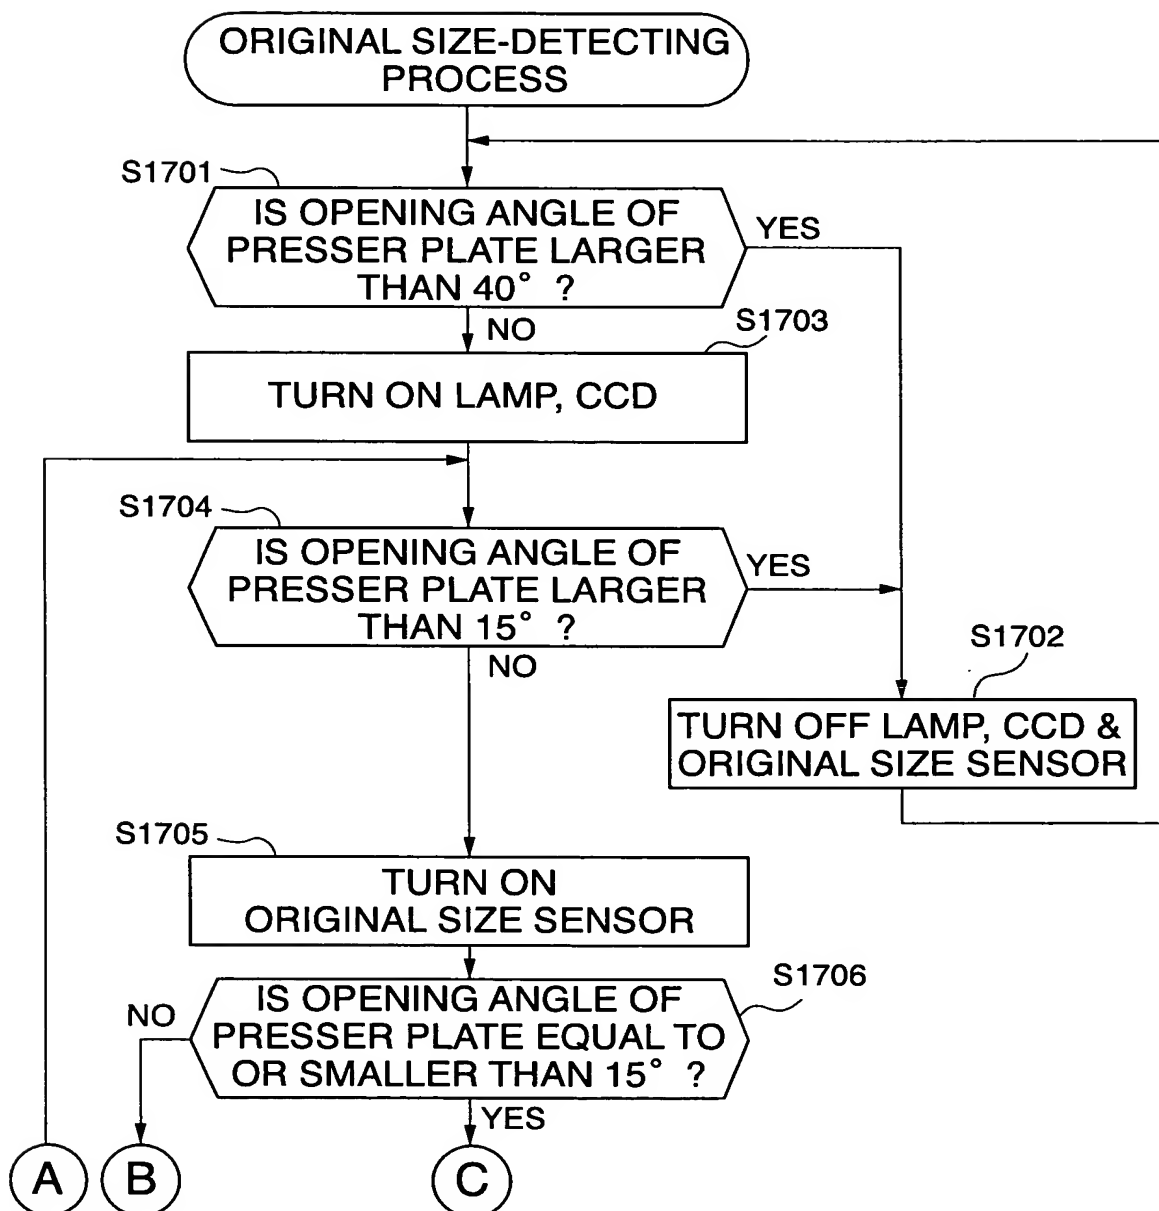 ORIGINAL SIZE-DETECTING
PROCESS
S1701
IS OPENING ANGLE OF
PRESSER PLATE LARGER
THAN 40° ?
YES
NO
S1703
TURN ON LAMP, CCD
S1704
IS OPENING ANGLE OF
PRESSER PLATE LARGER
THAN 15° ?
YES
NO
S1702
TURN OFF LAMP, CCD &
ORIGINAL SIZE SENSOR
S1705
TURN ON
ORIGINAL SIZE SENSOR
S1706
IS OPENING ANGLE OF
PRESSER PLATE EQUAL TO
OR SMALLER THAN 15° ?
NO
YES
A
B
C